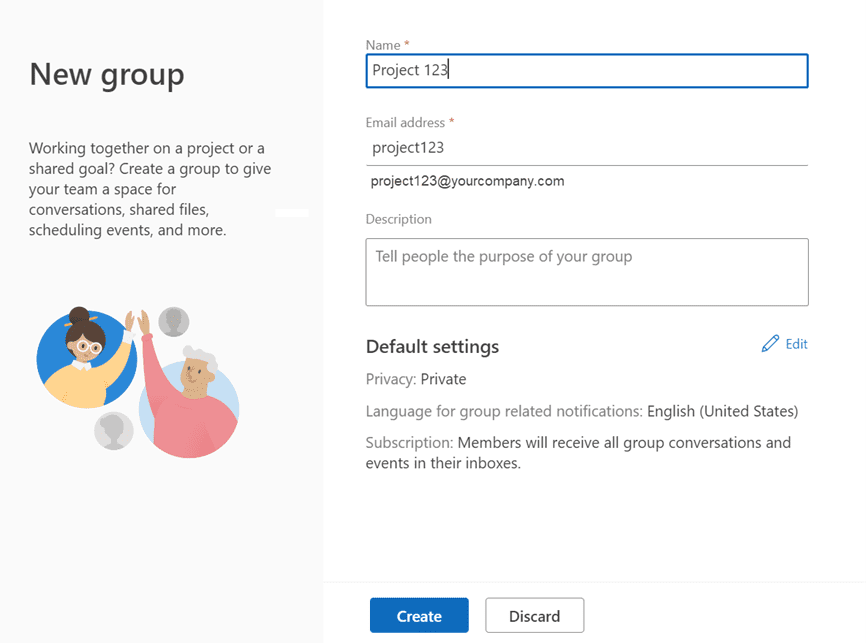 New group
Working together on a project or a
shared goal? Create a group to give
your team a space for
conversations, shared files,
scheduling events, and more.
Name *
Project 123
Email address *
project123
project123@yourcompany.com
Description
Tell people the purpose of your group
Default settings
Edit
Privacy: Private
Language for group related notifications: English (United States)
Subscription: Members will receive all group conversations and
events in their inboxes.
Create
Discard